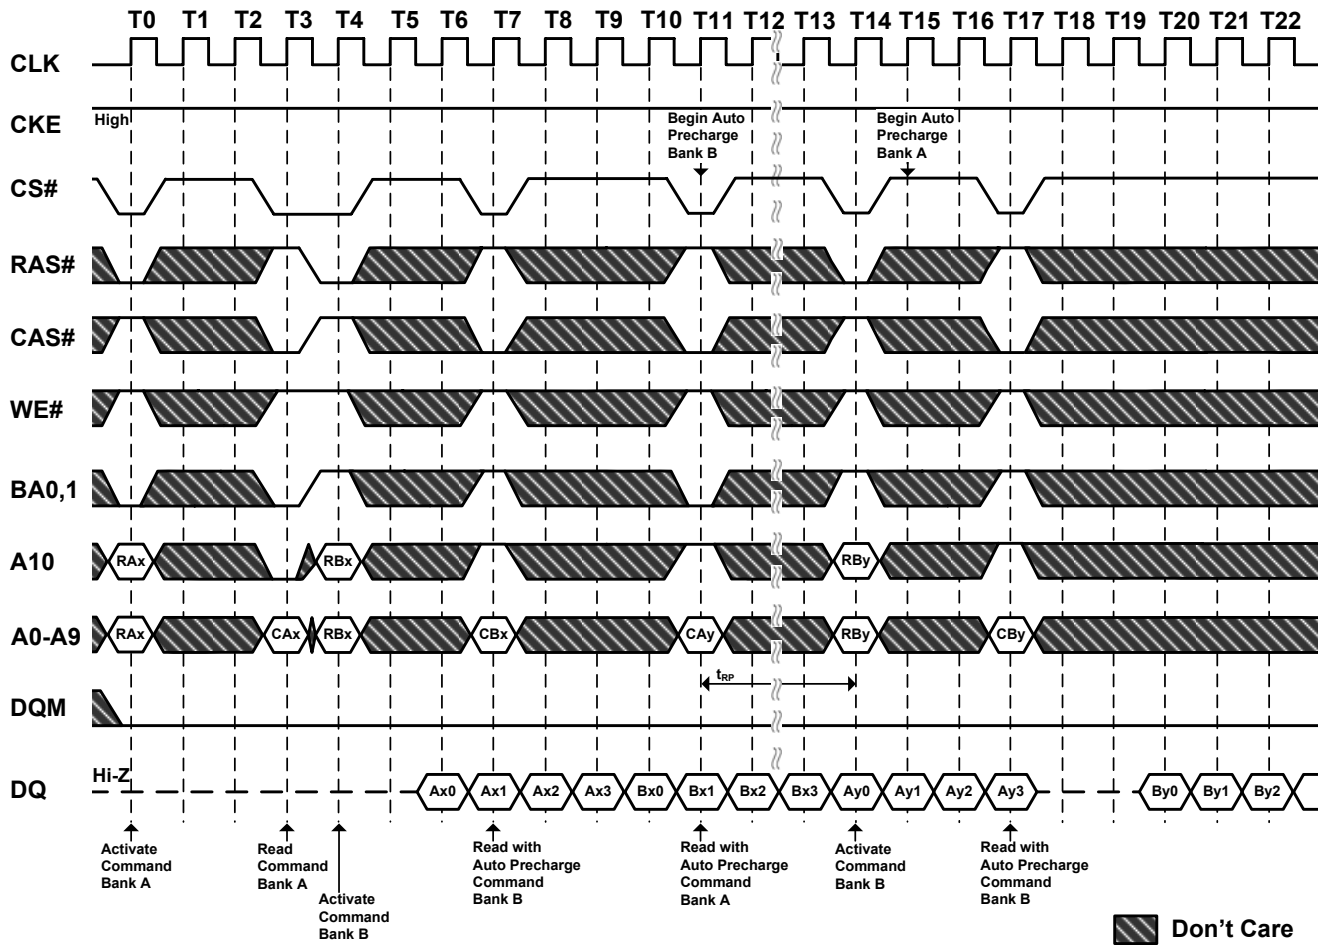 T0 T1 T2 T3 T4 T5 T6 T7 T8 T9 T10 T11 T12 T13 T14 T15 T16 T17 T18 T19 T20 T21 T22
CLK
CKE
High
Begin Auto
Precharge
Bank B
Begin Auto
Precharge
Bank A
CS#
RAS#
CAS#
WE#
BA0,1
A10
RAx RBx RBy
A0-A9
RAx CAx RBx CBx CAy RBy CBy
tRP
DQM
Hi-Z
DQ
Ax0 Ax1 Ax2 Ax3 Bx0 Bx1 Bx2 Bx3 Ay0 Ay1 Ay2 Ay3 By0 By1 By2
Activate
Command
Bank A
Read
Command
Bank A
Activate
Command
Bank B
Read with
Auto Precharge
Command
Bank B
Read with
Auto Precharge
Command
Bank A
Activate
Command
Bank B
Read with
Auto Precharge
Command
Bank B
Don't Care